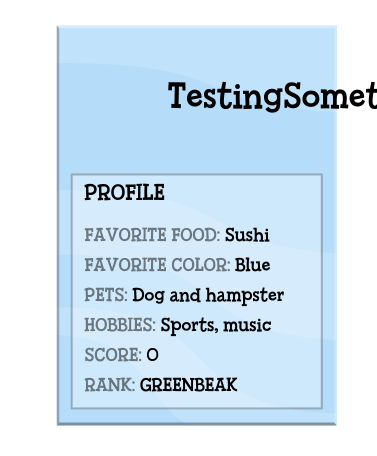 TestingSomet
PROFILE
FAVORITE FOOD: Sushi
FAVORITE COLOR: Blue
PETS: Dog and hampster
HOBBIES: Sports, music
SCORE: 0
RANK: GREENBEAK